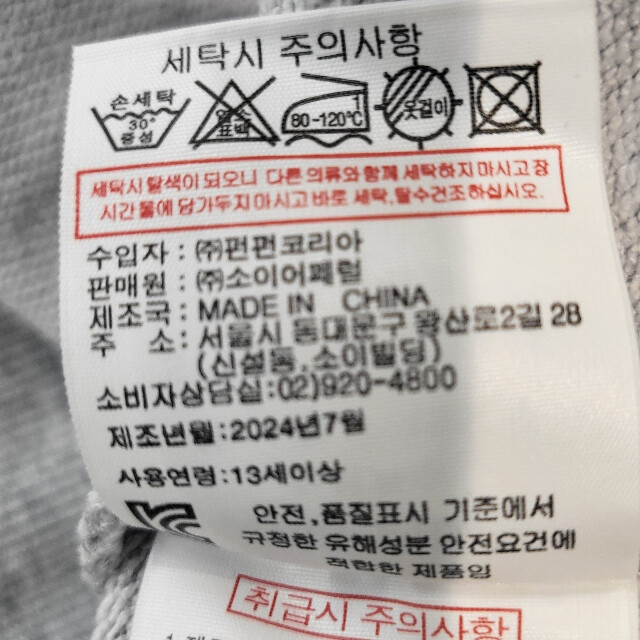 세탁시 주의사항
손세탁
30°
중성
염소
표백
80-120℃
옷걸이
세탁시 탈색이 되오니 다른 의류와 함께 세탁하지 마시고 장
시간 물에 담가두지 마시고 바로 세탁, 탈수건조하십시오.
수입자 : (주)펀펀코리아
판매원 : (주)소이어페럴
제조국 : MADE IN CHINA
주 소 : 서울시 동대문구 왕산로2길 28
(신설동, 소이빌딩)
소비자상담실:02)920-4800
제조년월:2024년7월
사용연령:13세이상
안전,품질표시 기준에서
규정한 유해성분 안전요건에
적합한 제품임
취급시 주의사항